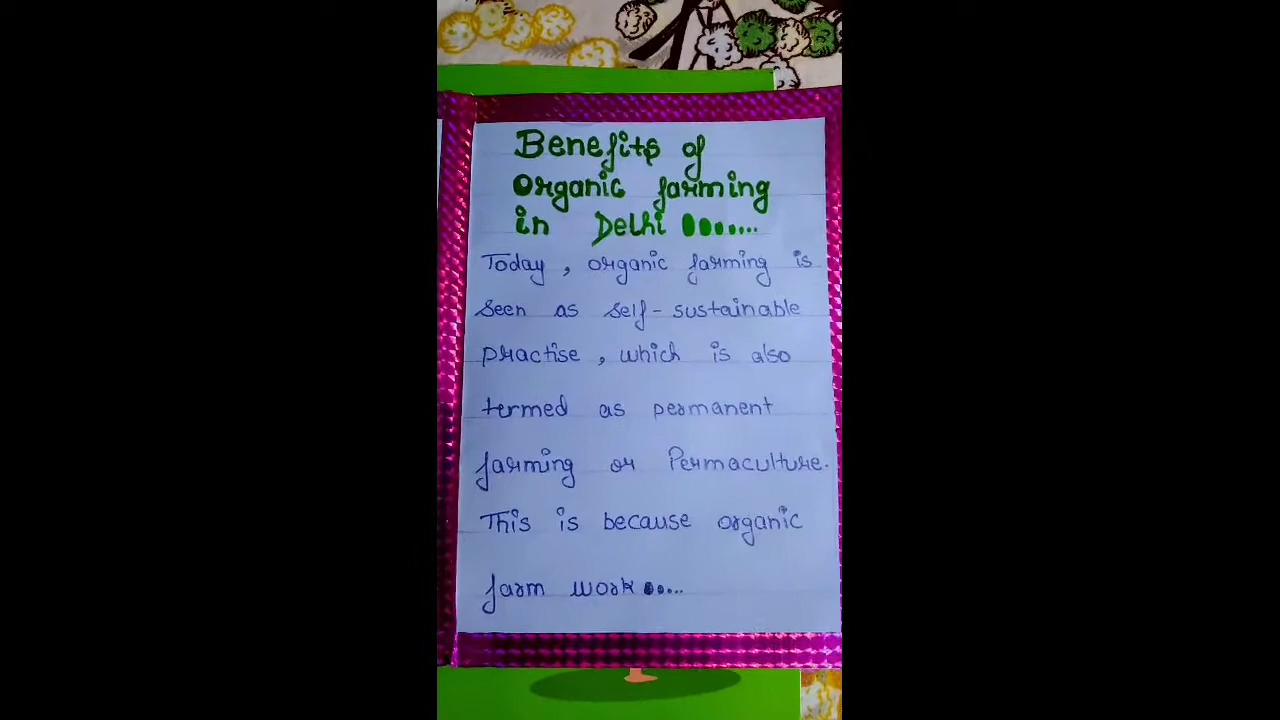 Benefits of
Organic farming
in Delhi .......
Today, organic farming is
seen as self-sustainable
practise, which is also
termed as permanent
farming or Permaculture.
This is because organic
farm work.....